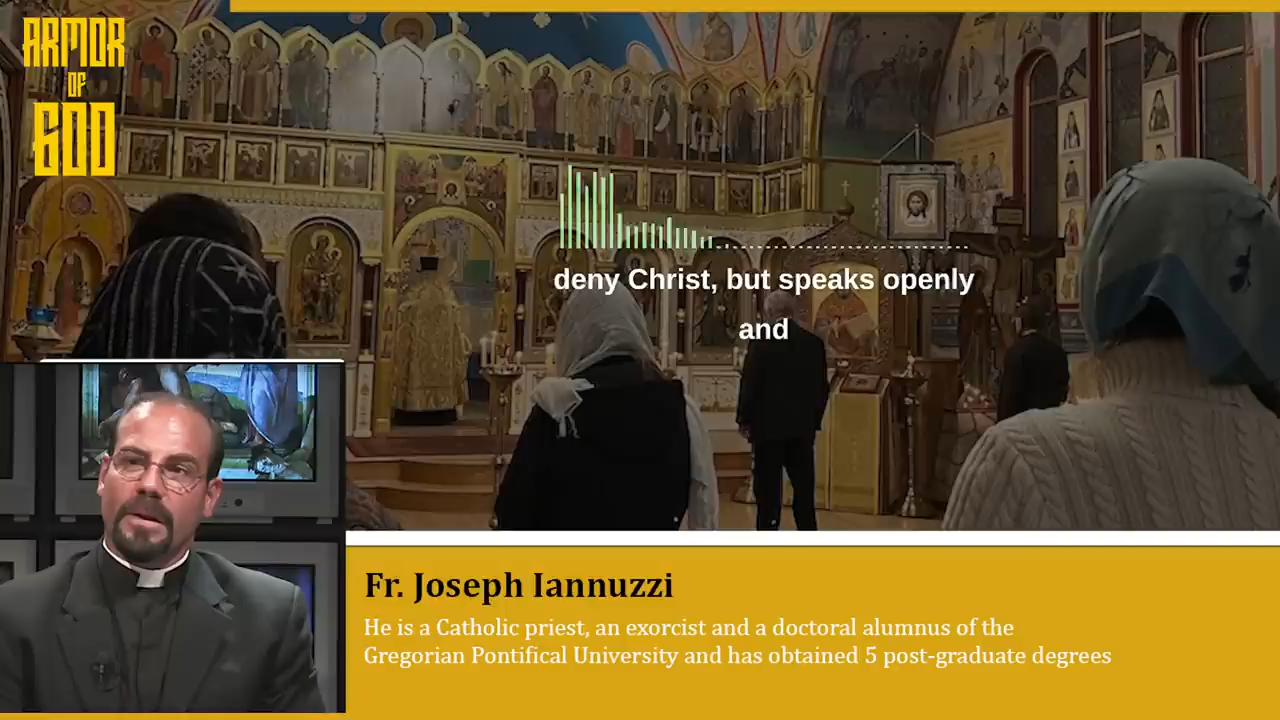 ARMOR
OF
GOD
deny Christ, but speaks openly
and
Fr. Joseph Iannuzzi
He is a Catholic priest, an exorcist and a doctoral alumnus of the
Gregorian Pontifical University and has obtained 5 post-graduate degrees